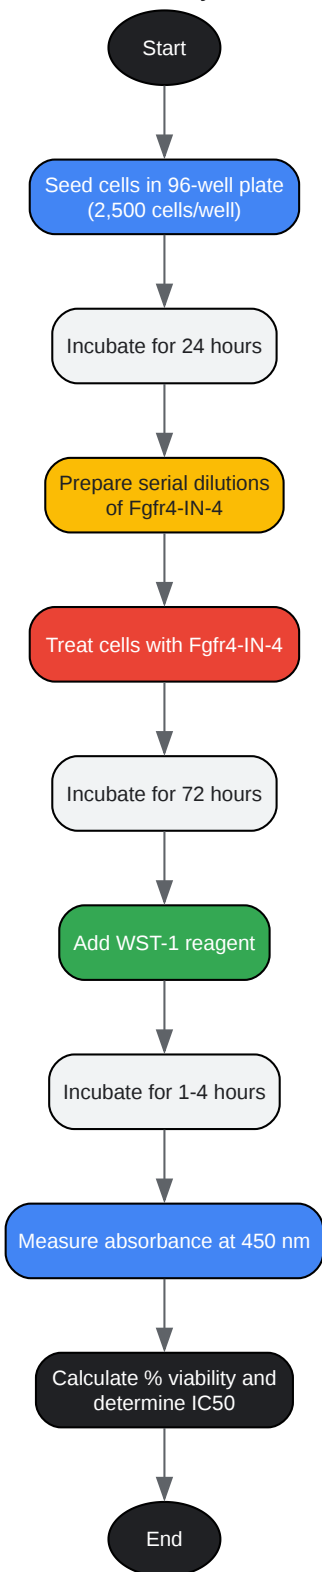 Start
Seed cells in 96-well plate
(2,500 cells/well)
Incubate for 24 hours
Prepare serial dilutions
of Fgfr4-IN-4
Treat cells with Fgfr4-IN-4
Incubate for 72 hours
Add WST-1 reagent
Incubate for 1-4 hours
Measure absorbance at 450 nm
Calculate % viability and
determine IC50
End